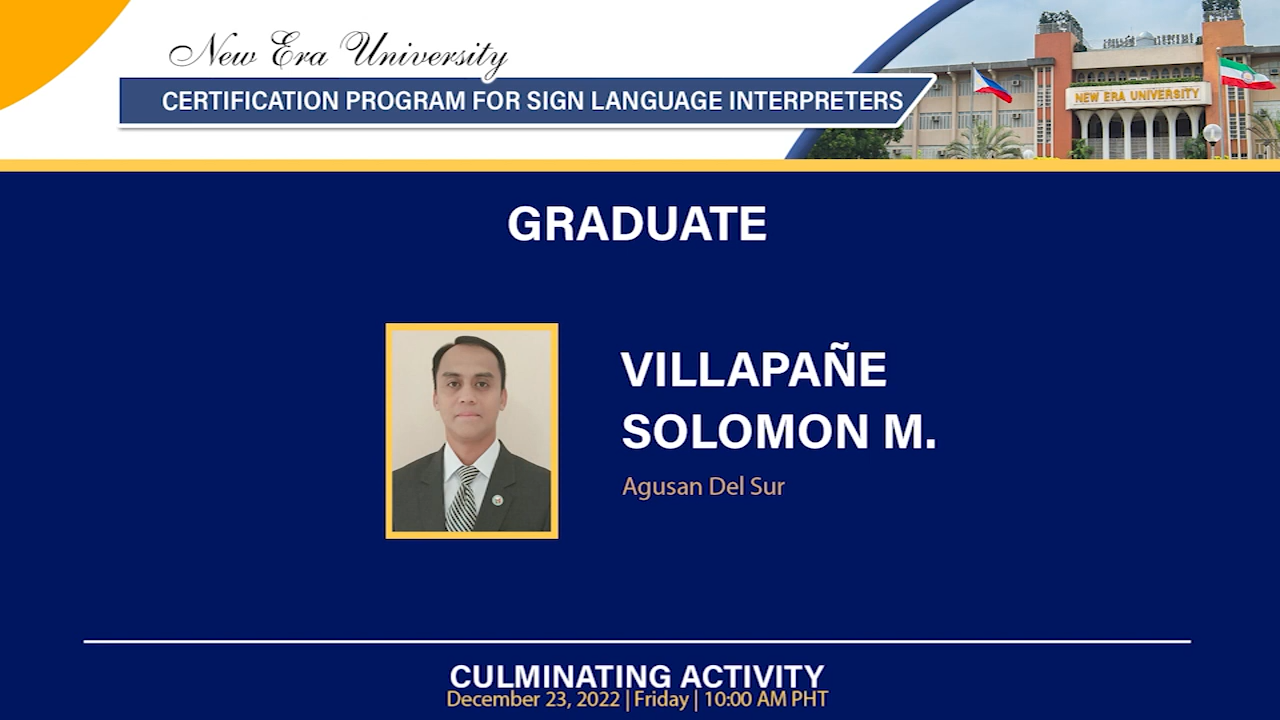 New Era University
CERTIFICATION PROGRAM FOR SIGN LANGUAGE INTERPRETERS
NEW ERA UNIVERSITY
GRADUATE
VILLAPAÑE
SOLOMON M.
Agusan Del Sur
CULMINATING ACTIVITY
December 23, 2022 | Friday | 10:00 AM PHT